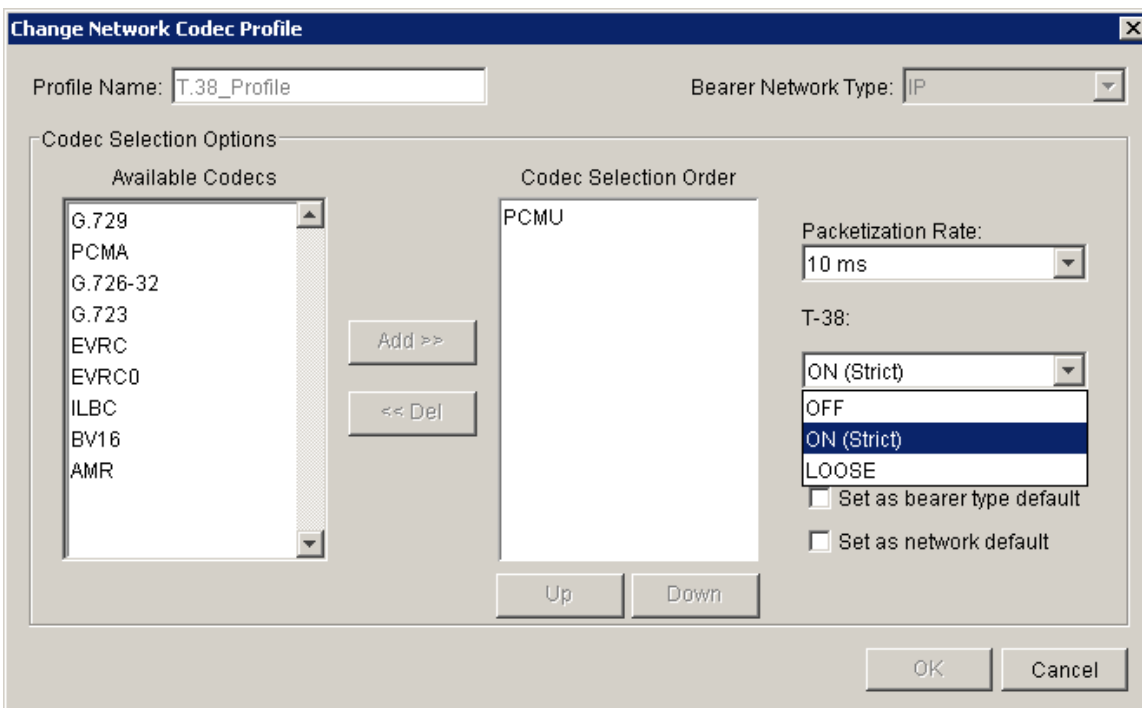 Change Network Codec Profile
Profile Name: T.38_Profile
Bearer Network Type: IP
Codec Selection Options
Available Codecs
G.729
PCMA
G.726-32
G.723
EVRC
EVRC0
ILBC
BV16
AMR
Add >>
<< Del
Codec Selection Order
PCMU
Up
Down
Packetization Rate:
10 ms
T-38:
ON (Strict)
OFF
ON (Strict)
LOOSE
Set as bearer type default
Set as network default
OK
Cancel